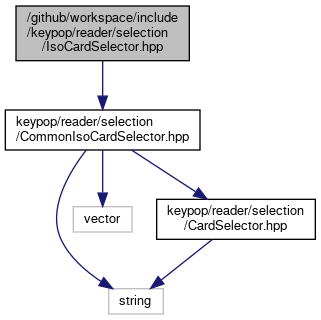 /github/workspace/include
/keypop/reader/selection
/IsoCardSelector.hpp
keypop/reader/selection
/CommonIsoCardSelector.hpp
vector
keypop/reader/selection
/CardSelector.hpp
string